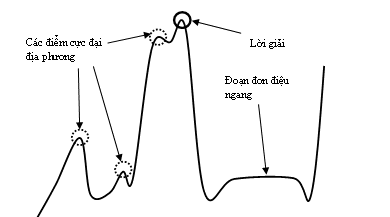 Các điểm cực đại
địa phương
Lời giải
Đoạn đơn điệu
ngang